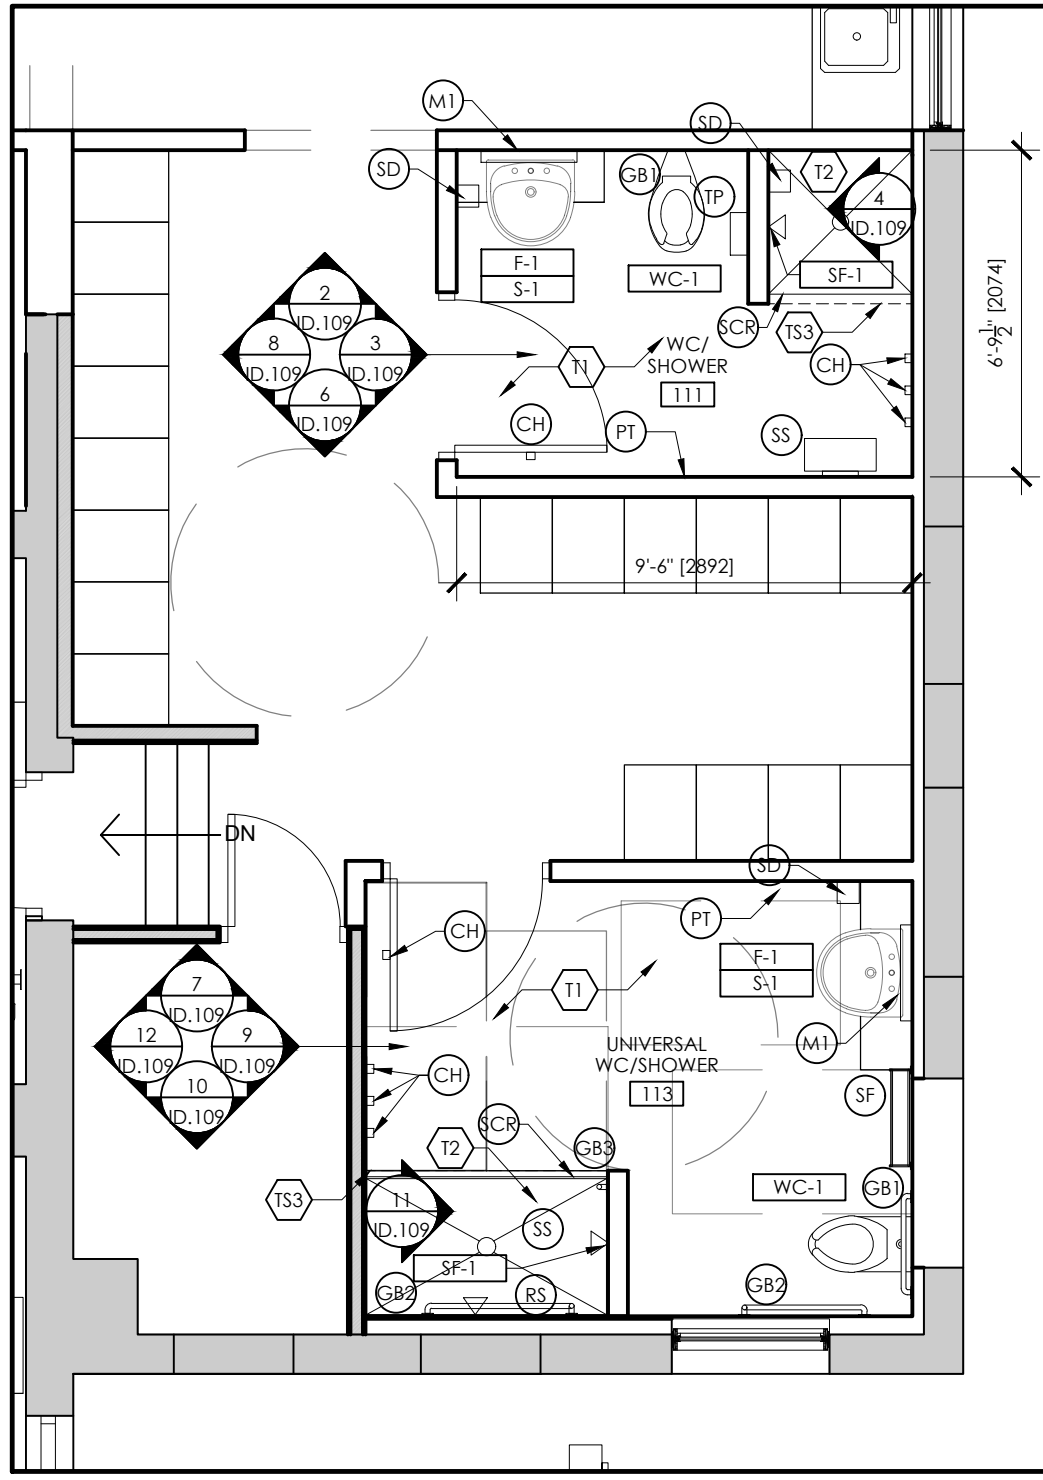 M1
SD
SD
GB1
TP
T2
4
ID.109
F-1
S-1
WC-1
SF-1
2
ID.109
8
ID.109
3
ID.109
6
ID.109
SCR
TS3
T1
WC/
SHOWER
111
CH
CH
PT
SS
6'-9 1/2" [2074]
9'-6" [2892]
DN
SD
PT
CH
F-1
S-1
T1
7
ID.109
12
ID.109
9
ID.109
10
ID.109
M1
UNIVERSAL
WC/SHOWER
113
CH
SF
SCR
T2
GB3
TS3
11
ID.109
SS
WC-1
GB1
SF-1
GB2
RS
GB2